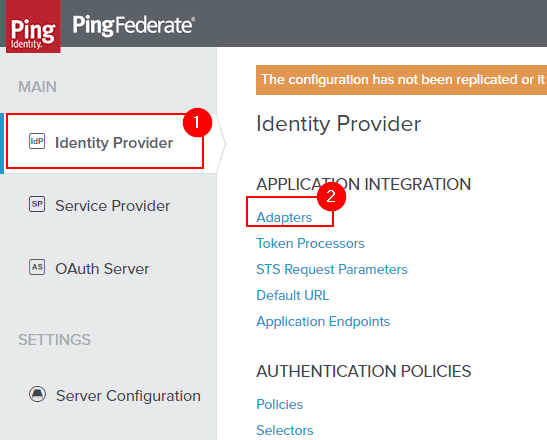 Ping
Identity.
PingFederate®
MAIN
IdP Identity Provider
1
SP Service Provider
AS OAuth Server
SETTINGS
Server Configuration
The configuration has not been replicated or it
Identity Provider
APPLICATION INTEGRATION
2
Adapters
Token Processors
STS Request Parameters
Default URL
Application Endpoints
AUTHENTICATION POLICIES
Policies
Selectors